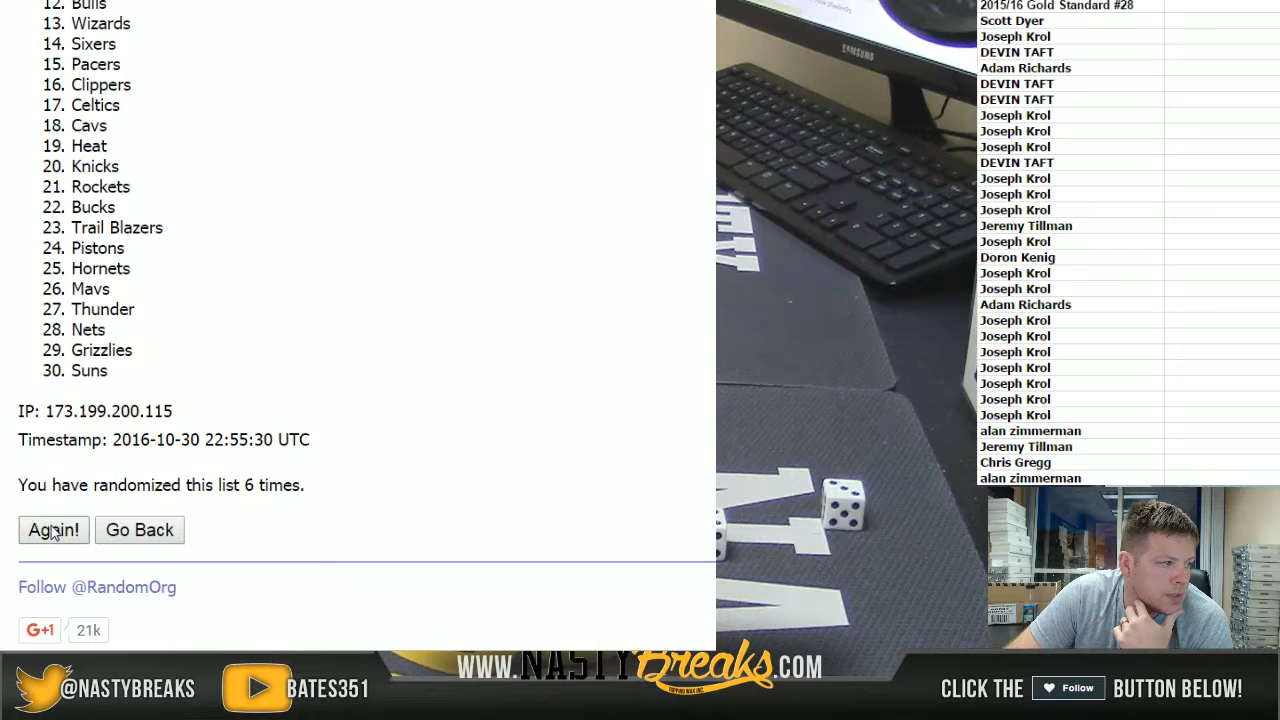 12. Bulls
13. Wizards
14. Sixers
15. Pacers
16. Clippers
17. Celtics
18. Cavs
19. Heat
20. Knicks
21. Rockets
22. Bucks
23. Trail Blazers
24. Pistons
25. Hornets
26. Mavs
27. Thunder
28. Nets
29. Grizzlies
30. Suns
IP: 173.199.200.115
Timestamp: 2016-10-30 22:55:30 UTC
You have randomized this list 6 times.
Again! Go Back
Follow @RandomOrg
G+1 21k
SAMSUNG
2015/16 Gold Standard #28
Scott Dyer
Joseph Krol
DEVIN TAFT
Adam Richards
DEVIN TAFT
DEVIN TAFT
Joseph Krol
Joseph Krol
Joseph Krol
DEVIN TAFT
Joseph Krol
Joseph Krol
Joseph Krol
Jeremy Tillman
Joseph Krol
Doron Kenig
Joseph Krol
Joseph Krol
Adam Richards
Joseph Krol
Joseph Krol
Joseph Krol
Joseph Krol
Joseph Krol
Joseph Krol
Joseph Krol
alan zimmerman
Jeremy Tillman
Chris Gregg
alan zimmerman
@NASTYBREAKS
BATES351
WWW.NASTYBreaks.COM
RIPPING WAX INC.
CLICK THE Follow BUTTON BELOW!